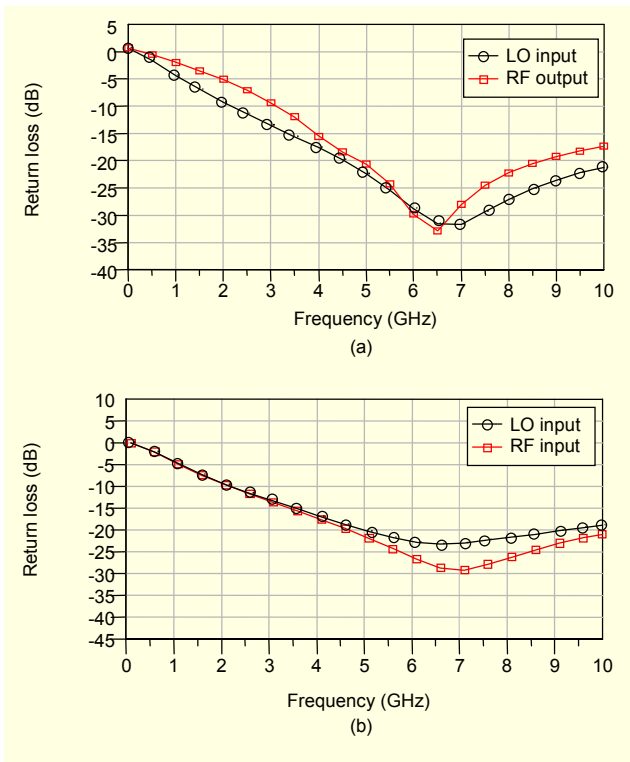 5
0
-5
-10
-15
-20
-25
-30
-35
-40
Return loss (dB)
LO input
RF output
0 1 2 3 4 5 6 7 8 9 10
Frequency (GHz)
(a)
10
5
0
-5
-10
-15
-20
-25
-30
-35
-40
-45
Return loss (dB)
LO input
RF input
0 1 2 3 4 5 6 7 8 9 10
Frequency (GHz)
(b)